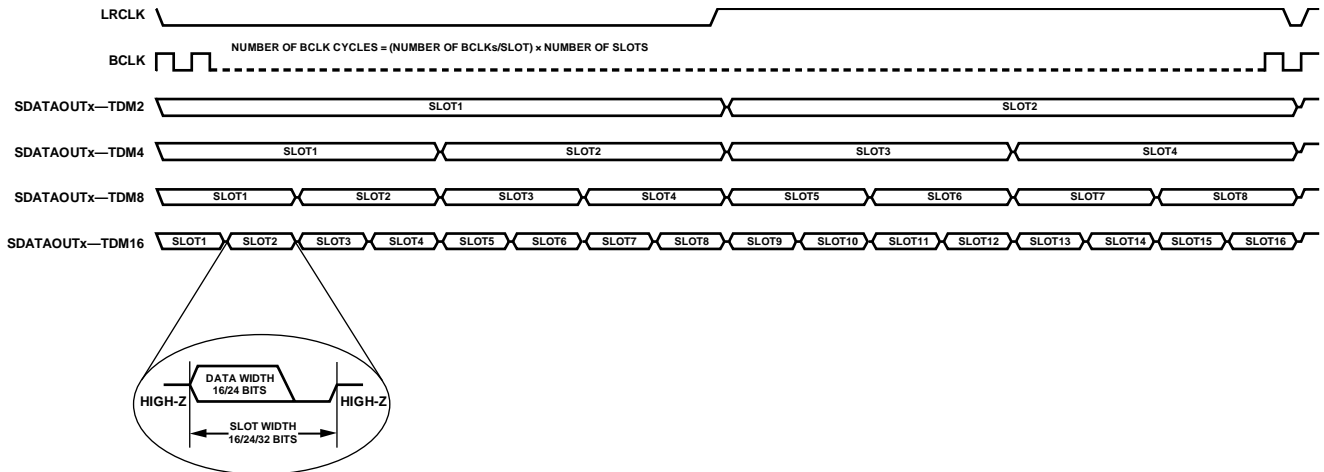 LRCLK
BCLK
NUMBER OF BCLK CYCLES = (NUMBER OF BCLKs/SLOT) × NUMBER OF SLOTS
SDATAOUTx—TDM2
SLOT1 SLOT2
SDATAOUTx—TDM4
SLOT1 SLOT2 SLOT3 SLOT4
SDATAOUTx—TDM8
SLOT1 SLOT2 SLOT3 SLOT4 SLOT5 SLOT6 SLOT7 SLOT8
SDATAOUTx—TDM16
SLOT1 SLOT2 SLOT3 SLOT4 SLOT5 SLOT6 SLOT7 SLOT8 SLOT9 SLOT10 SLOT11 SLOT12 SLOT13 SLOT14 SLOT15 SLOT16
DATA WIDTH
16/24 BITS
HIGH-Z HIGH-Z
SLOT WIDTH
16/24/32 BITS